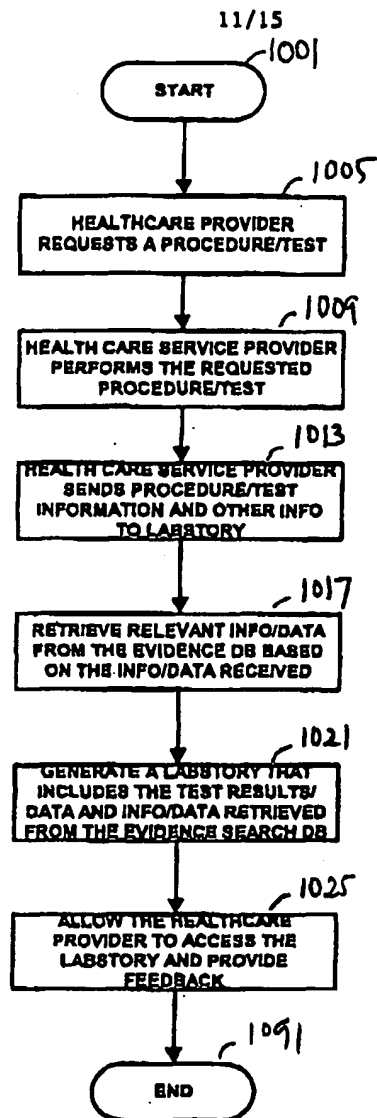 11/15
1001
START
1005
HEALTHCARE PROVIDER
REQUESTS A PROCEDURE/TEST
1009
HEALTH CARE SERVICE PROVIDER
PERFORMS THE REQUESTED
PROCEDURE/TEST
1013
HEALTH CARE SERVICE PROVIDER
SENDS PROCEDURE/TEST
INFORMATION AND OTHER INFO
TO LABSTORY
1017
RETRIEVE RELEVANT INFO/DATA
FROM THE EVIDENCE DB BASED
ON THE INFO/DATA RECEIVED
1021
GENERATE A LABSTORY THAT
INCLUDES THE TEST RESULTS/
DATA AND INFO/DATA RETRIEVED
FROM THE EVIDENCE SEARCH DB
1025
ALLOW THE HEALTHCARE
PROVIDER TO ACCESS THE
LABSTORY AND PROVIDE
FEEDBACK
1091
END